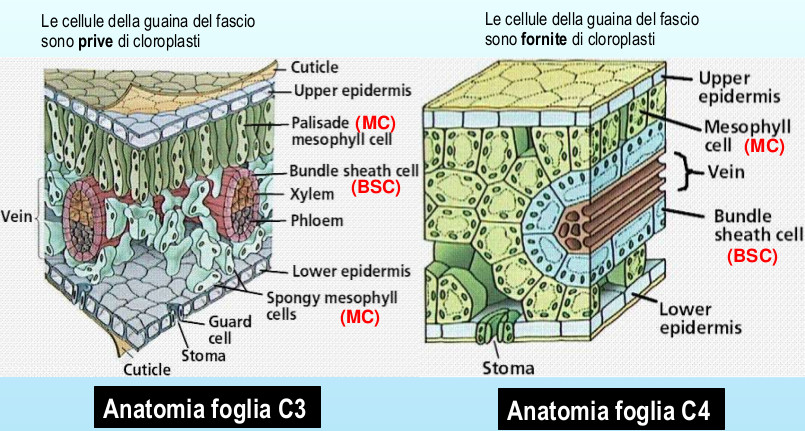 Le cellule della guaina del fascio
sono prive di cloroplasti
Cuticle
Upper epidermis
Palisade (MC)
mesophyll cell
Bundle sheath cell
(BSC)
Xylem
Vein
Phloem
Lower epidermis
Spongy mesophyll
cells
(MC)
Guard
cell
Stoma
Cuticle
Anatomia foglia C3
Le cellule della guaina del fascio
sono fornite di cloroplasti
Upper
epidermis
Mesophyll
cell (MC)
Vein
Bundle
sheath cell
(BSC)
Lower
epidermis
Stoma
Anatomia foglia C4